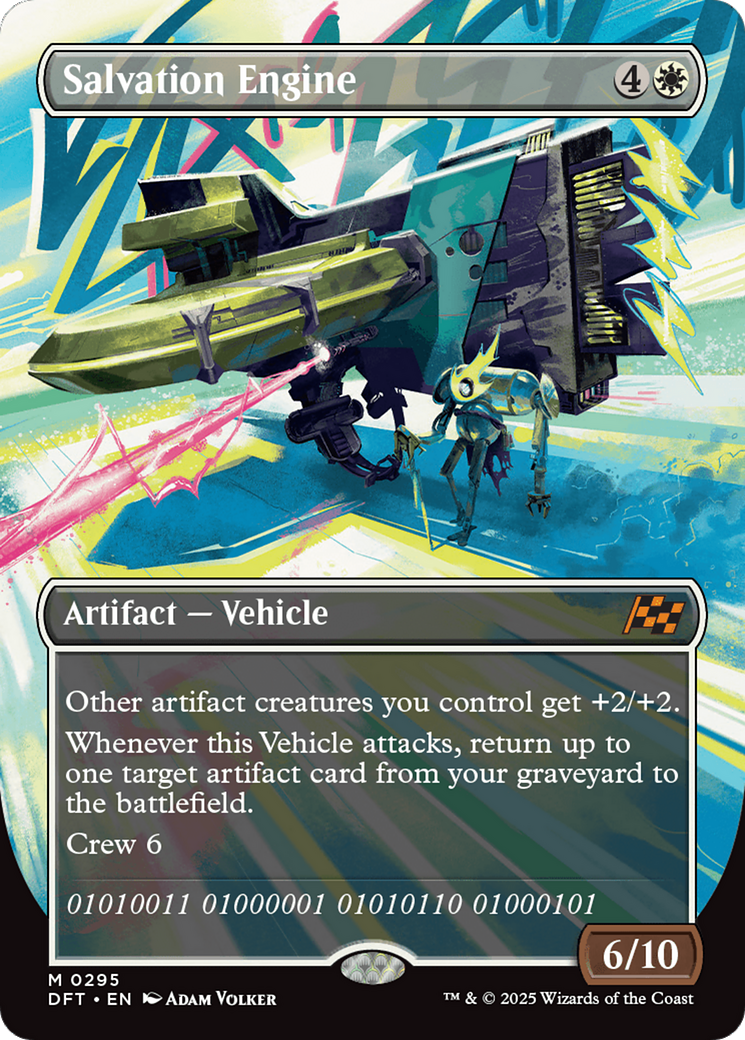 Salvation Engine 4
Artifact — Vehicle
Other artifact creatures you control get +2/+2.
Whenever this Vehicle attacks, return up to
one target artifact card from your graveyard to
the battlefield.
Crew 6
01010011 01000001 01010110 01000101
6/10
M 0295
DFT • EN Adam Volker
™ & © 2025 Wizards of the Coast